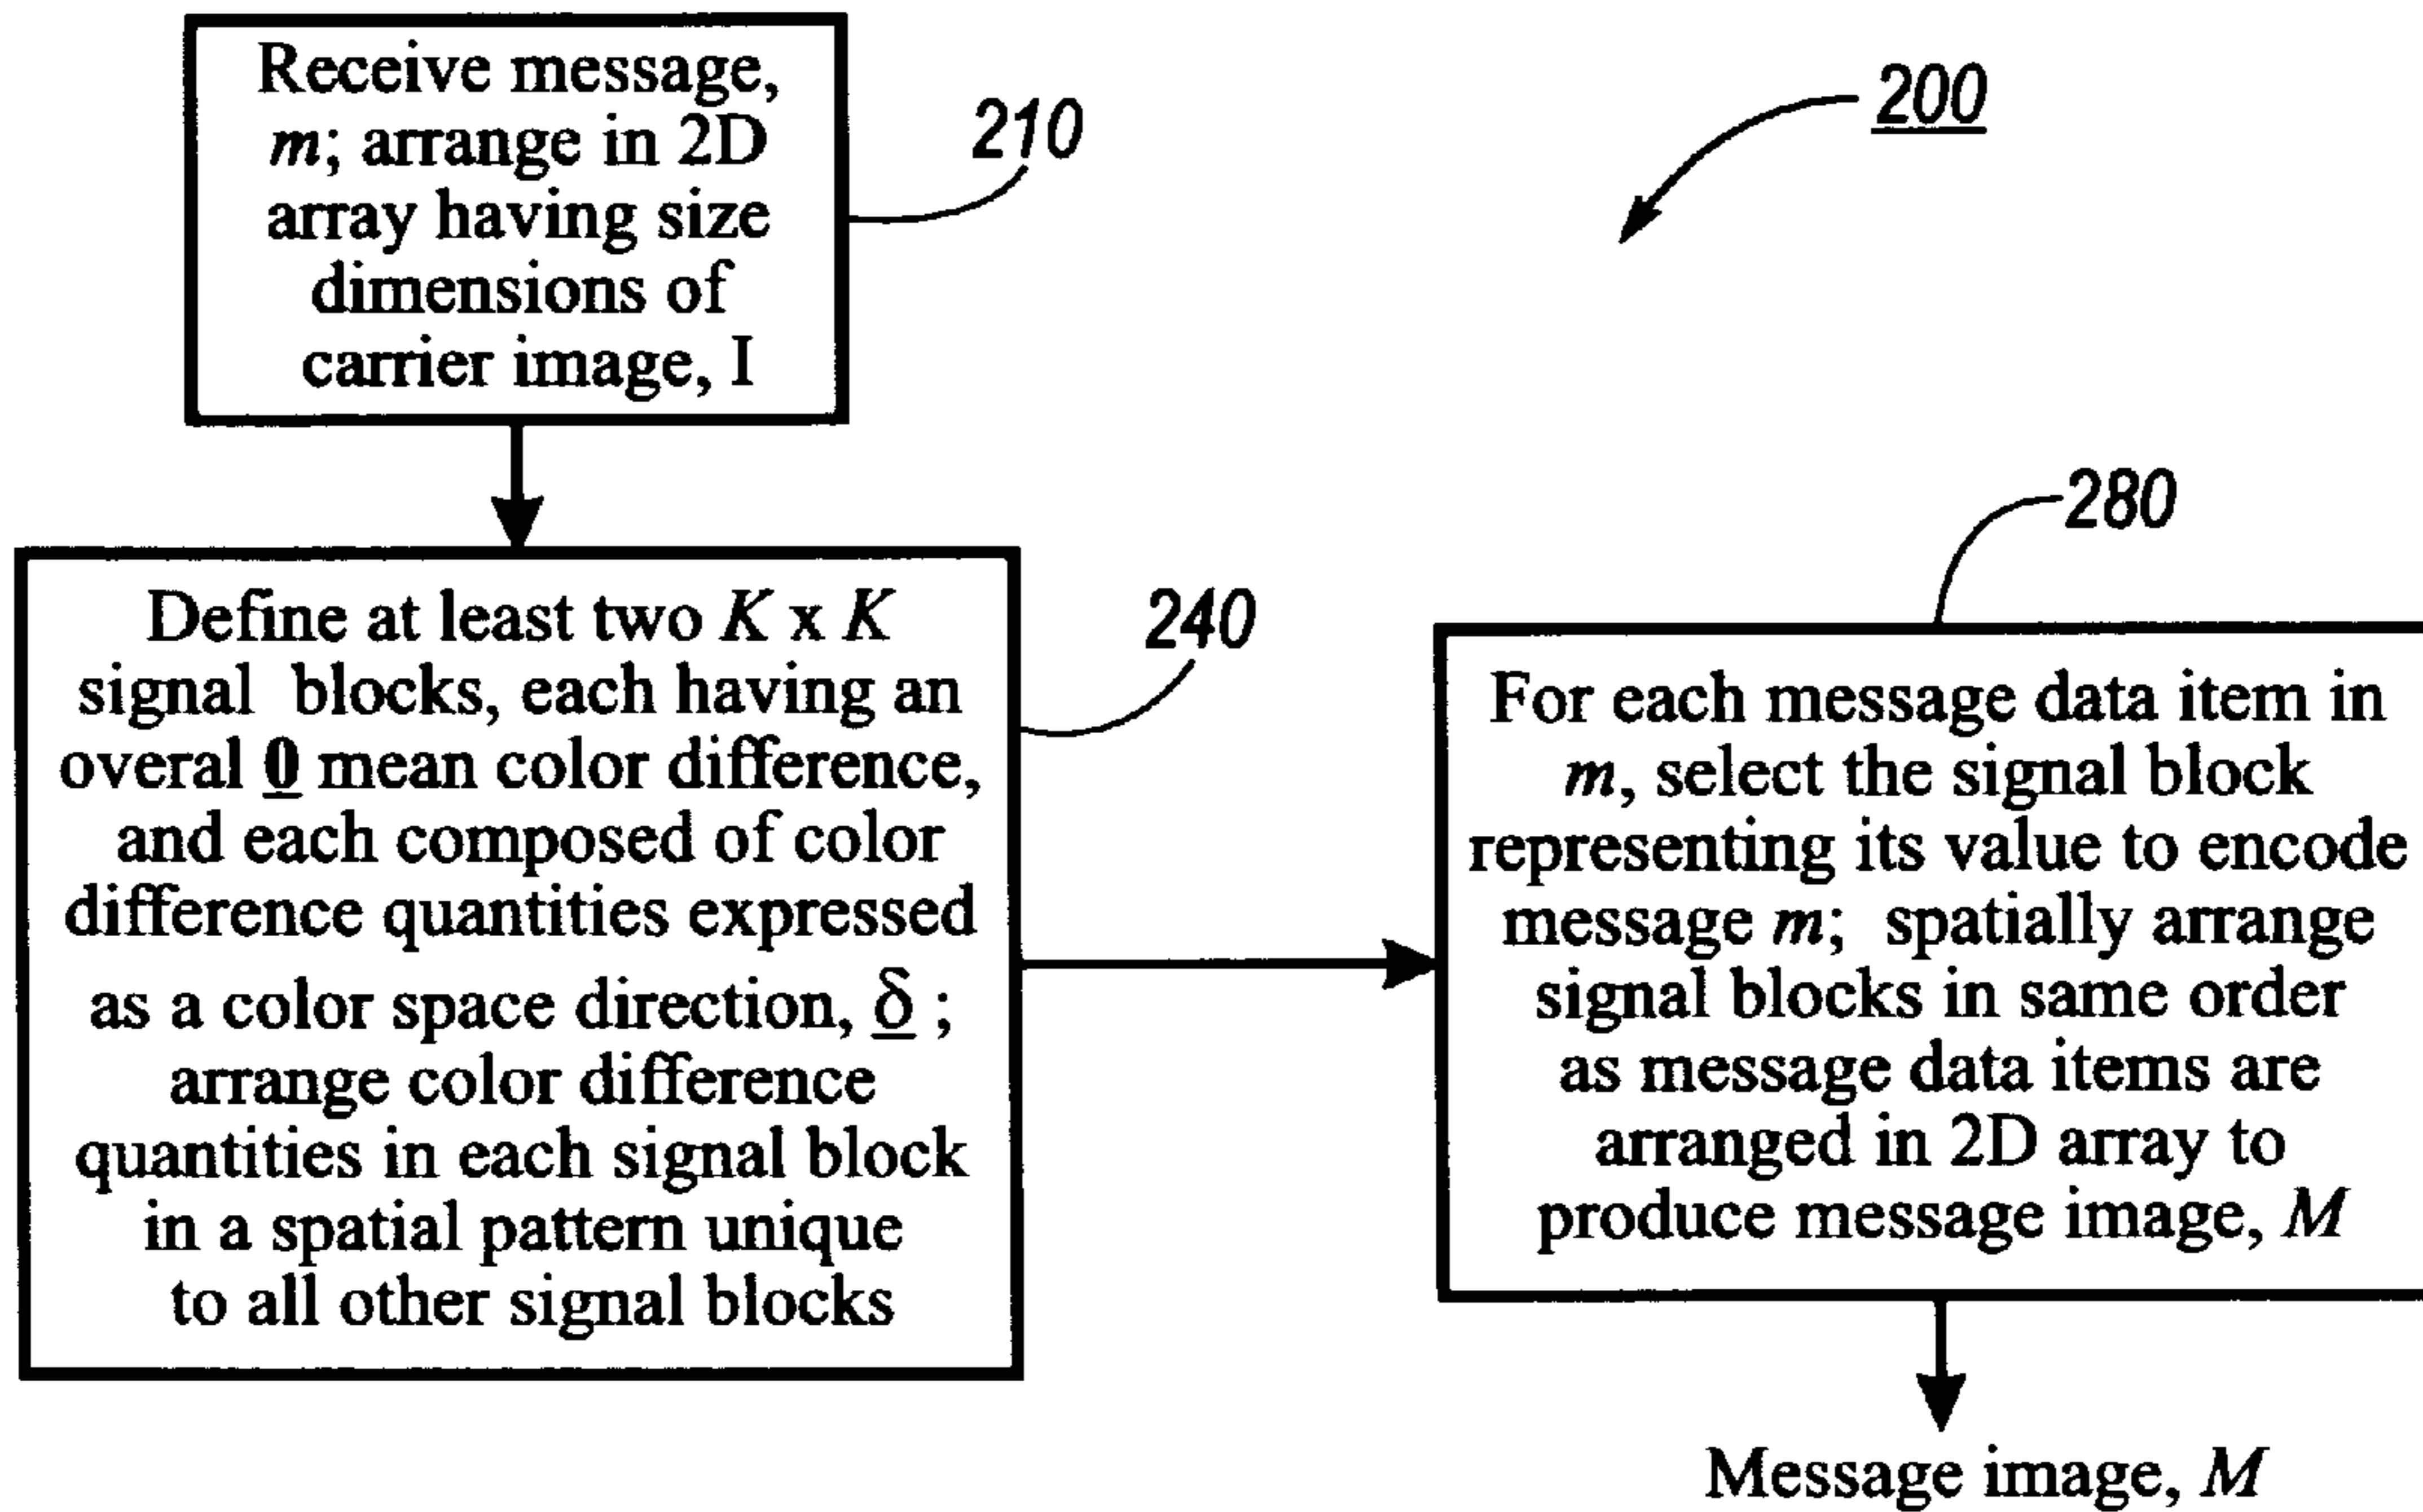 Receive message,
m; arrange in 2D
array having size
dimensions of
carrier image, I
210
200
Define at least two K x K
signal blocks, each having an
overal 0 mean color difference,
and each composed of color
difference quantities expressed
as a color space direction, δ ;
arrange color difference
quantities in each signal block
in a spatial pattern unique
to all other signal blocks
240
280
For each message data item in
m, select the signal block
representing its value to encode
message m; spatially arrange
signal blocks in same order
as message data items are
arranged in 2D array to
produce message image, M
Message image, M